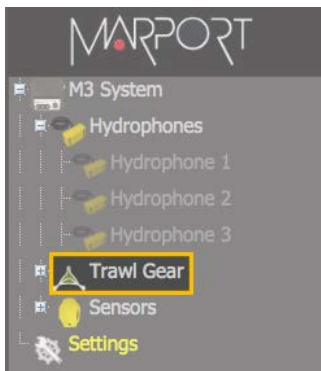 MARPORT
M3 System
Hydrophones
Hydrophone 1
Hydrophone 2
Hydrophone 3
Trawl Gear
Sensors
Settings